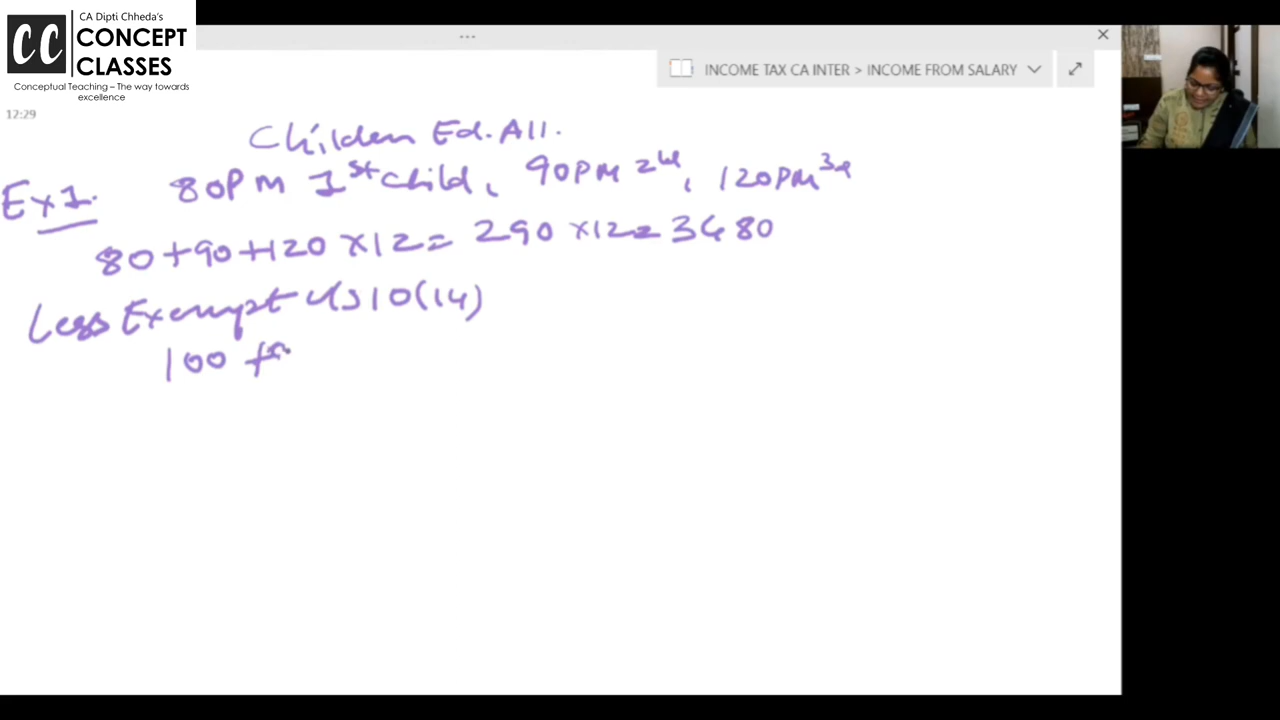 CA Dipti Chheda's
CC CONCEPT
CLASSES
Conceptual Teaching – The way towards
excellence
INCOME TAX CA INTER > INCOME FROM SALARY
12:29
Children Ed. All.
Ex1. 80PM 1st child, 90PM 2nd, 120PM 3rd
80+90+120 x12= 290 x12= 3480
Less Exempt u/s 10(14)
100 for